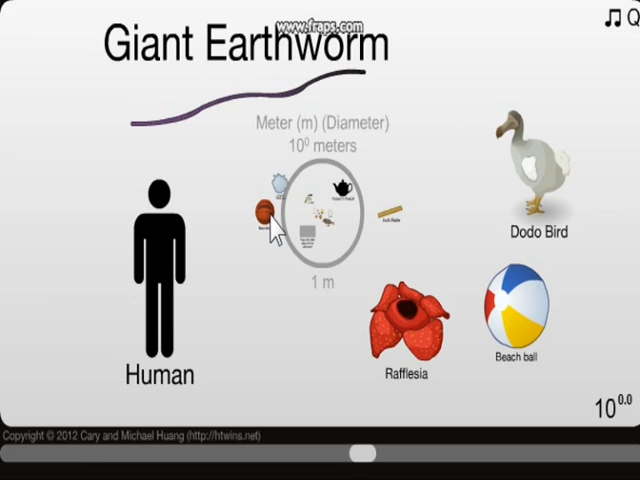 www.fraps.com
Q
Giant Earthworm
Meter (m) (Diameter)
10⁰ meters
1 m
Dodo Bird
Human
Rafflesia
Beach ball
10^0.0
Copyright © 2012 Cary and Michael Huang (http://htwins.net)